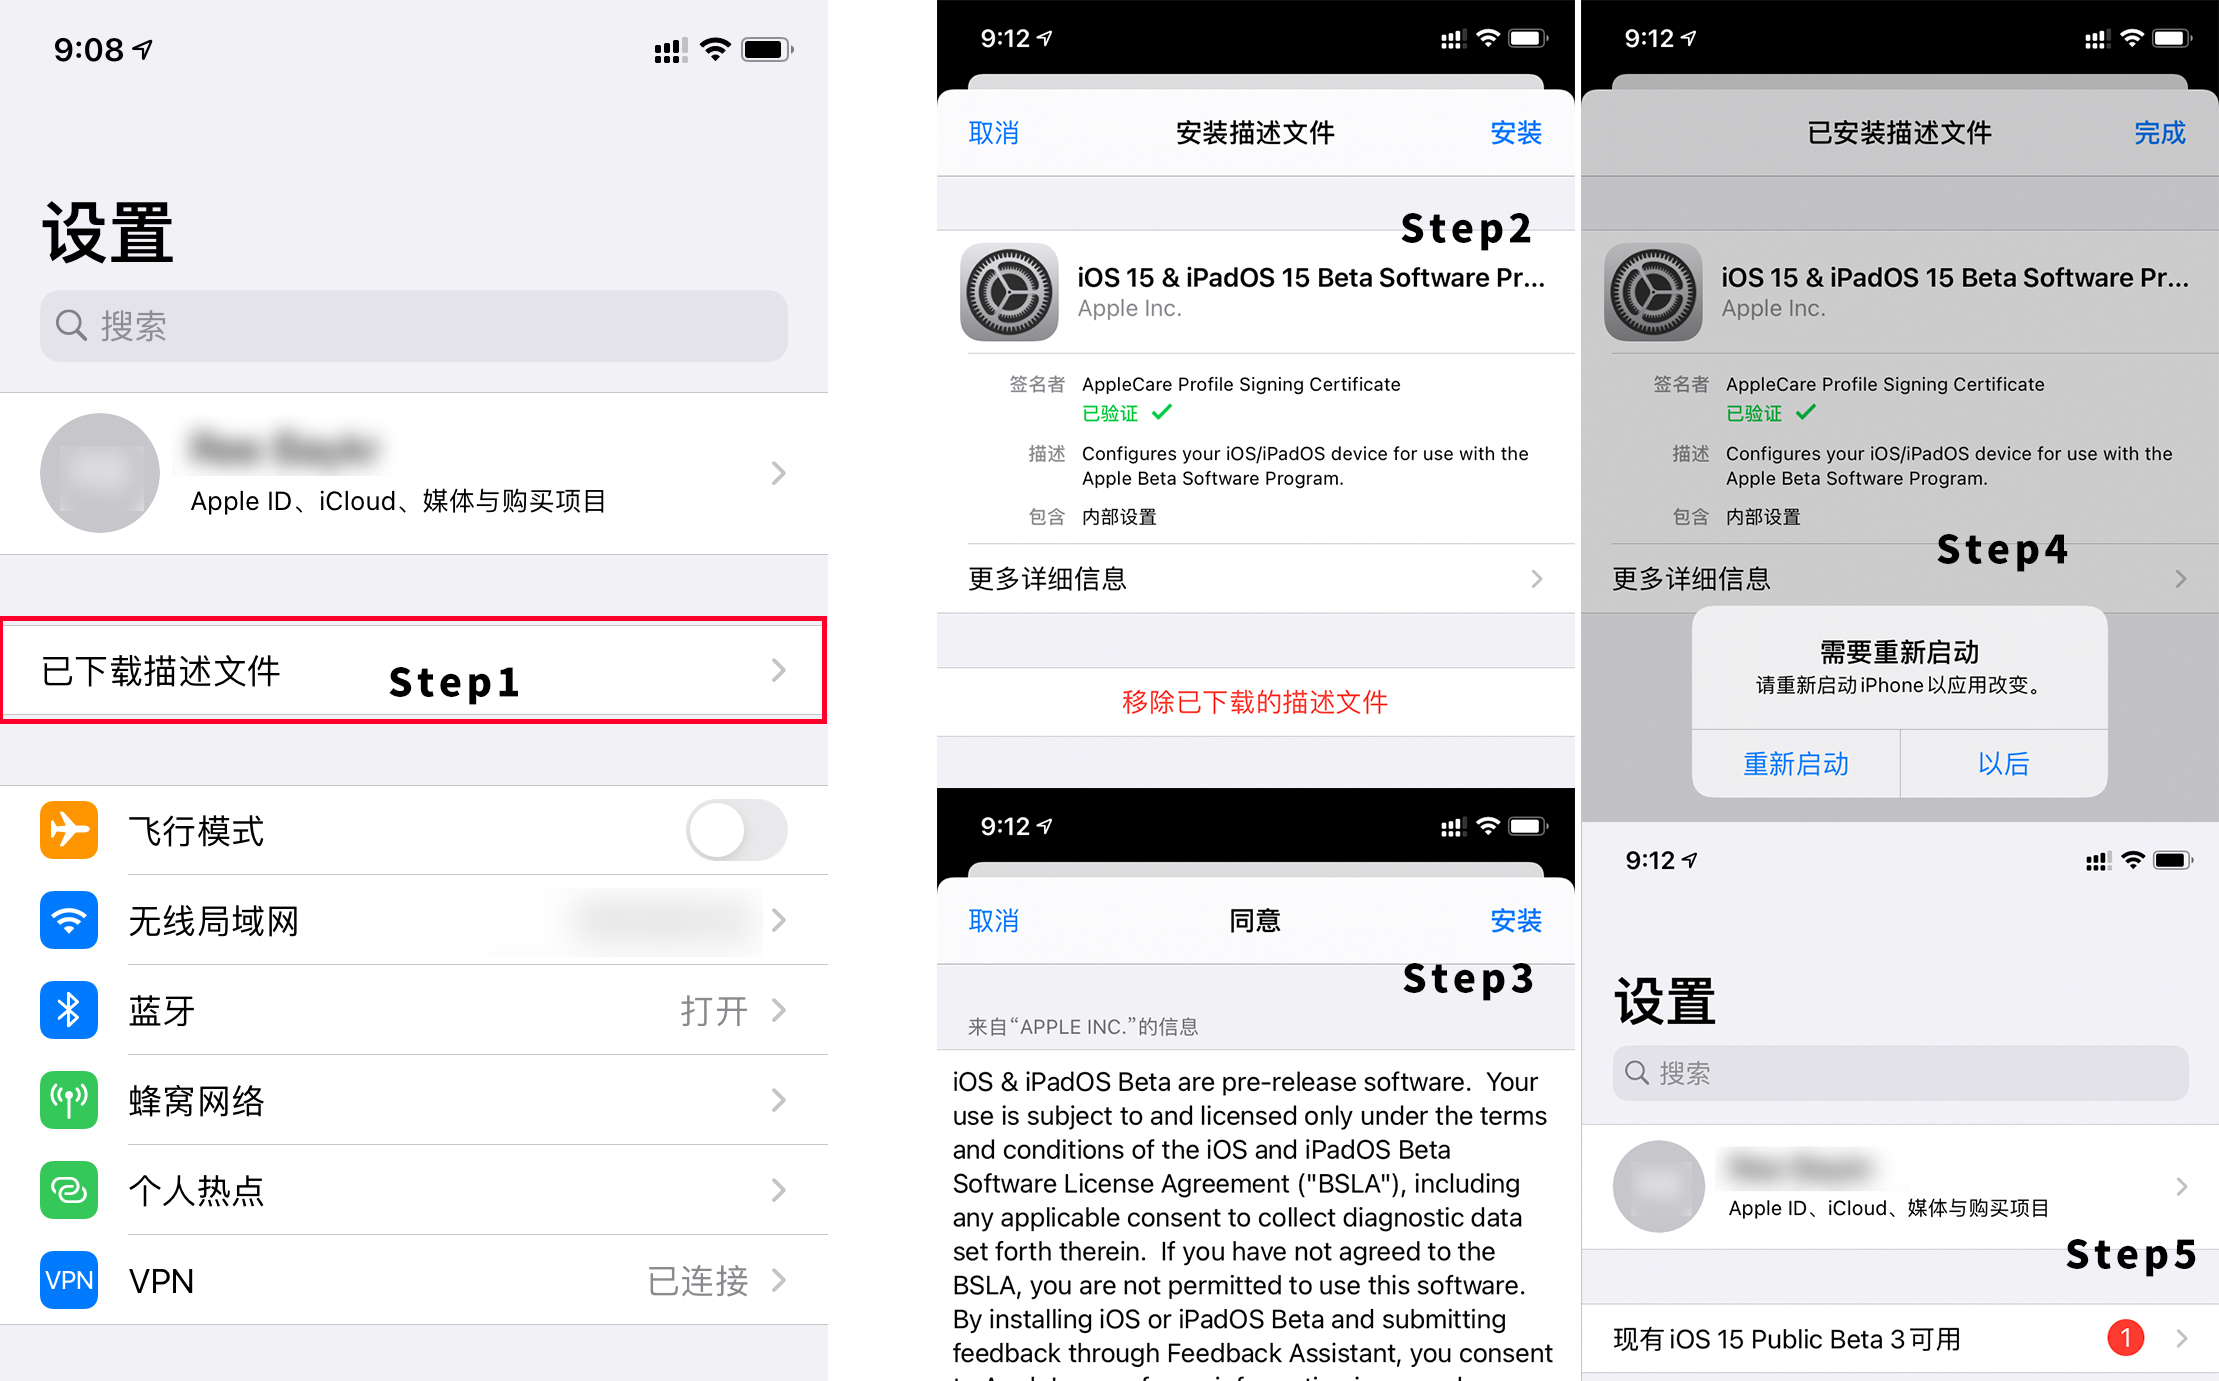 9:08
设置
搜索
Apple ID、iCloud、媒体与购买项目
已下载描述文件
Step1
飞行模式
无线局域网
蓝牙 打开
蜂窝网络
个人热点
VPN VPN 已连接
9:12
取消 安装描述文件 安装
Step2
iOS 15 & iPadOS 15 Beta Software Pr...
Apple Inc.
签名者 AppleCare Profile Signing Certificate
已验证
描述 Configures your iOS/iPadOS device for use with the
Apple Beta Software Program.
包含 内部设置
更多详细信息
移除已下载的描述文件
9:12
取消 同意 安装
Step3
来自“APPLE INC.”的信息
iOS & iPadOS Beta are pre-release software.  Your
use is subject to and licensed only under the terms
and conditions of the iOS and iPadOS Beta
Software License Agreement ("BSLA"), including
any applicable consent to collect diagnostic data
set forth therein.  If you have not agreed to the
BSLA, you are not permitted to use this software.
By installing iOS or iPadOS Beta and submitting
feedback through Feedback Assistant, you consent
9:12
已安装描述文件 完成
iOS 15 & iPadOS 15 Beta Software Pr...
Apple Inc.
签名者 AppleCare Profile Signing Certificate
已验证
描述 Configures your iOS/iPadOS device for use with the
Apple Beta Software Program.
包含 内部设置
Step4
更多详细信息
需要重新启动
请重新启动iPhone以应用改变。
重新启动 以后
9:12
设置
搜索
Apple ID、iCloud、媒体与购买项目
Step5
现有iOS 15 Public Beta 3可用 1